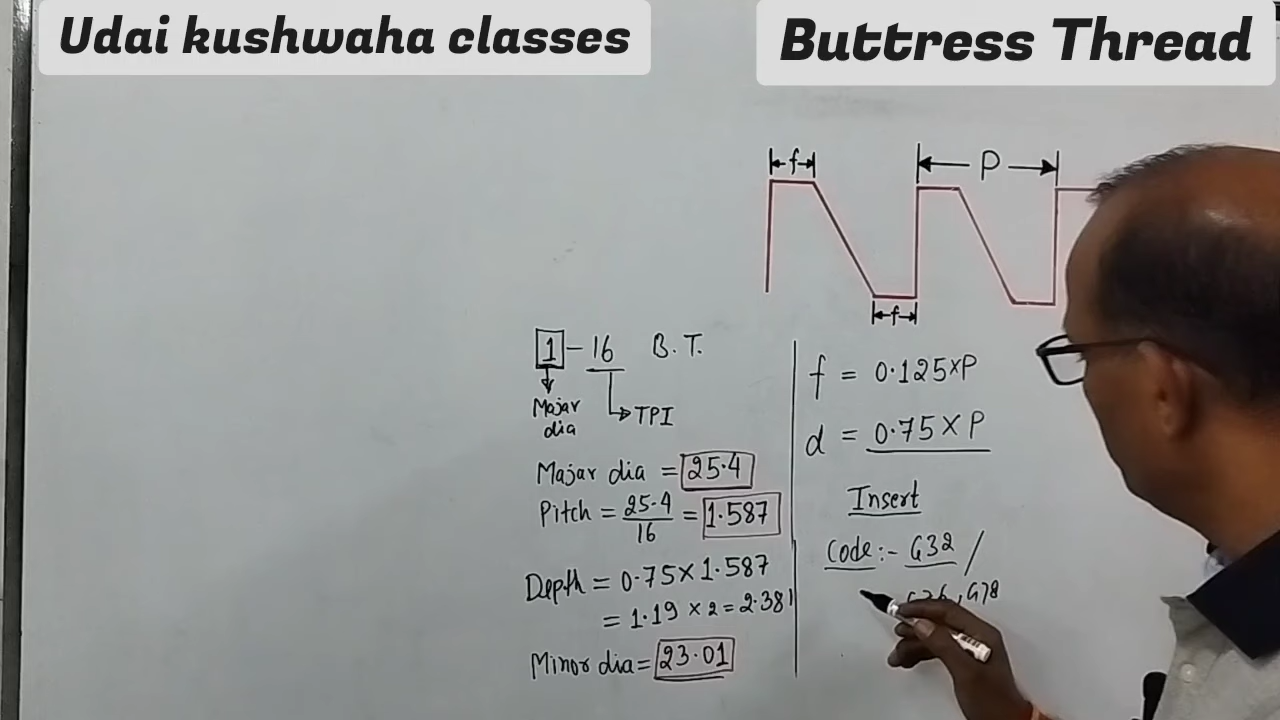 Udai kushwaha classes
Buttress Thread
f
P
f
1 - 16 B.T.
Majar
dia
TPI
Majar dia = 25.4
Pitch = 25.4/16 = 1.587
Depth = 0.75 × 1.587
= 1.19 × 2 = 2.381
Minor dia = 23.01
f = 0.125×P
d = 0.75 × P
Insert
Code :- G32 /
G76, G78